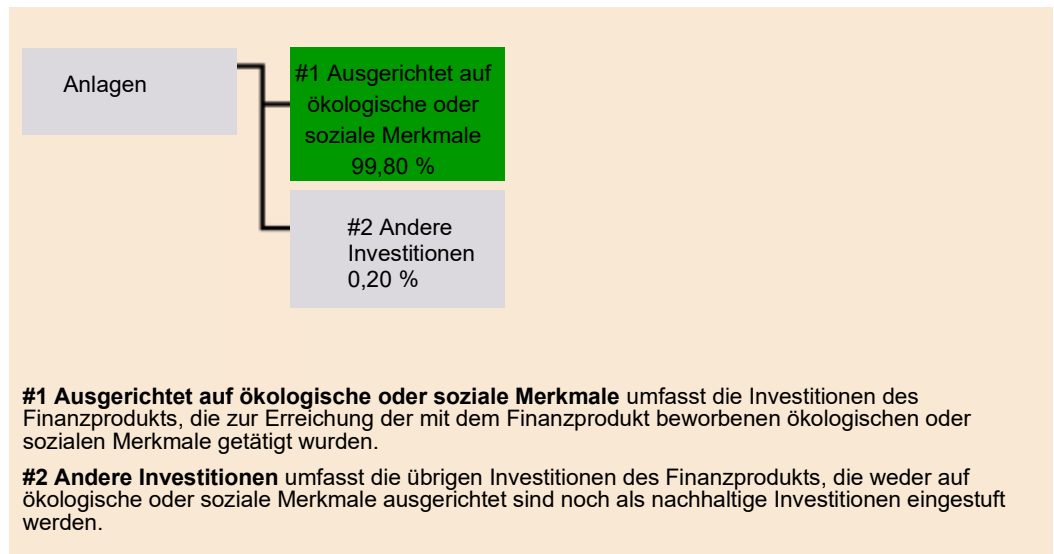 Anlagen
#1 Ausgerichtet auf
ökologische oder
soziale Merkmale
99,80 %
#2 Andere
Investitionen
0,20 %
#1 Ausgerichtet auf ökologische oder soziale Merkmale umfasst die Investitionen des
Finanzprodukts, die zur Erreichung der mit dem Finanzprodukt beworbenen ökologischen oder
sozialen Merkmale getätigt wurden.
#2 Andere Investitionen umfasst die übrigen Investitionen des Finanzprodukts, die weder auf
ökologische oder soziale Merkmale ausgerichtet sind noch als nachhaltige Investitionen eingestuft
werden.